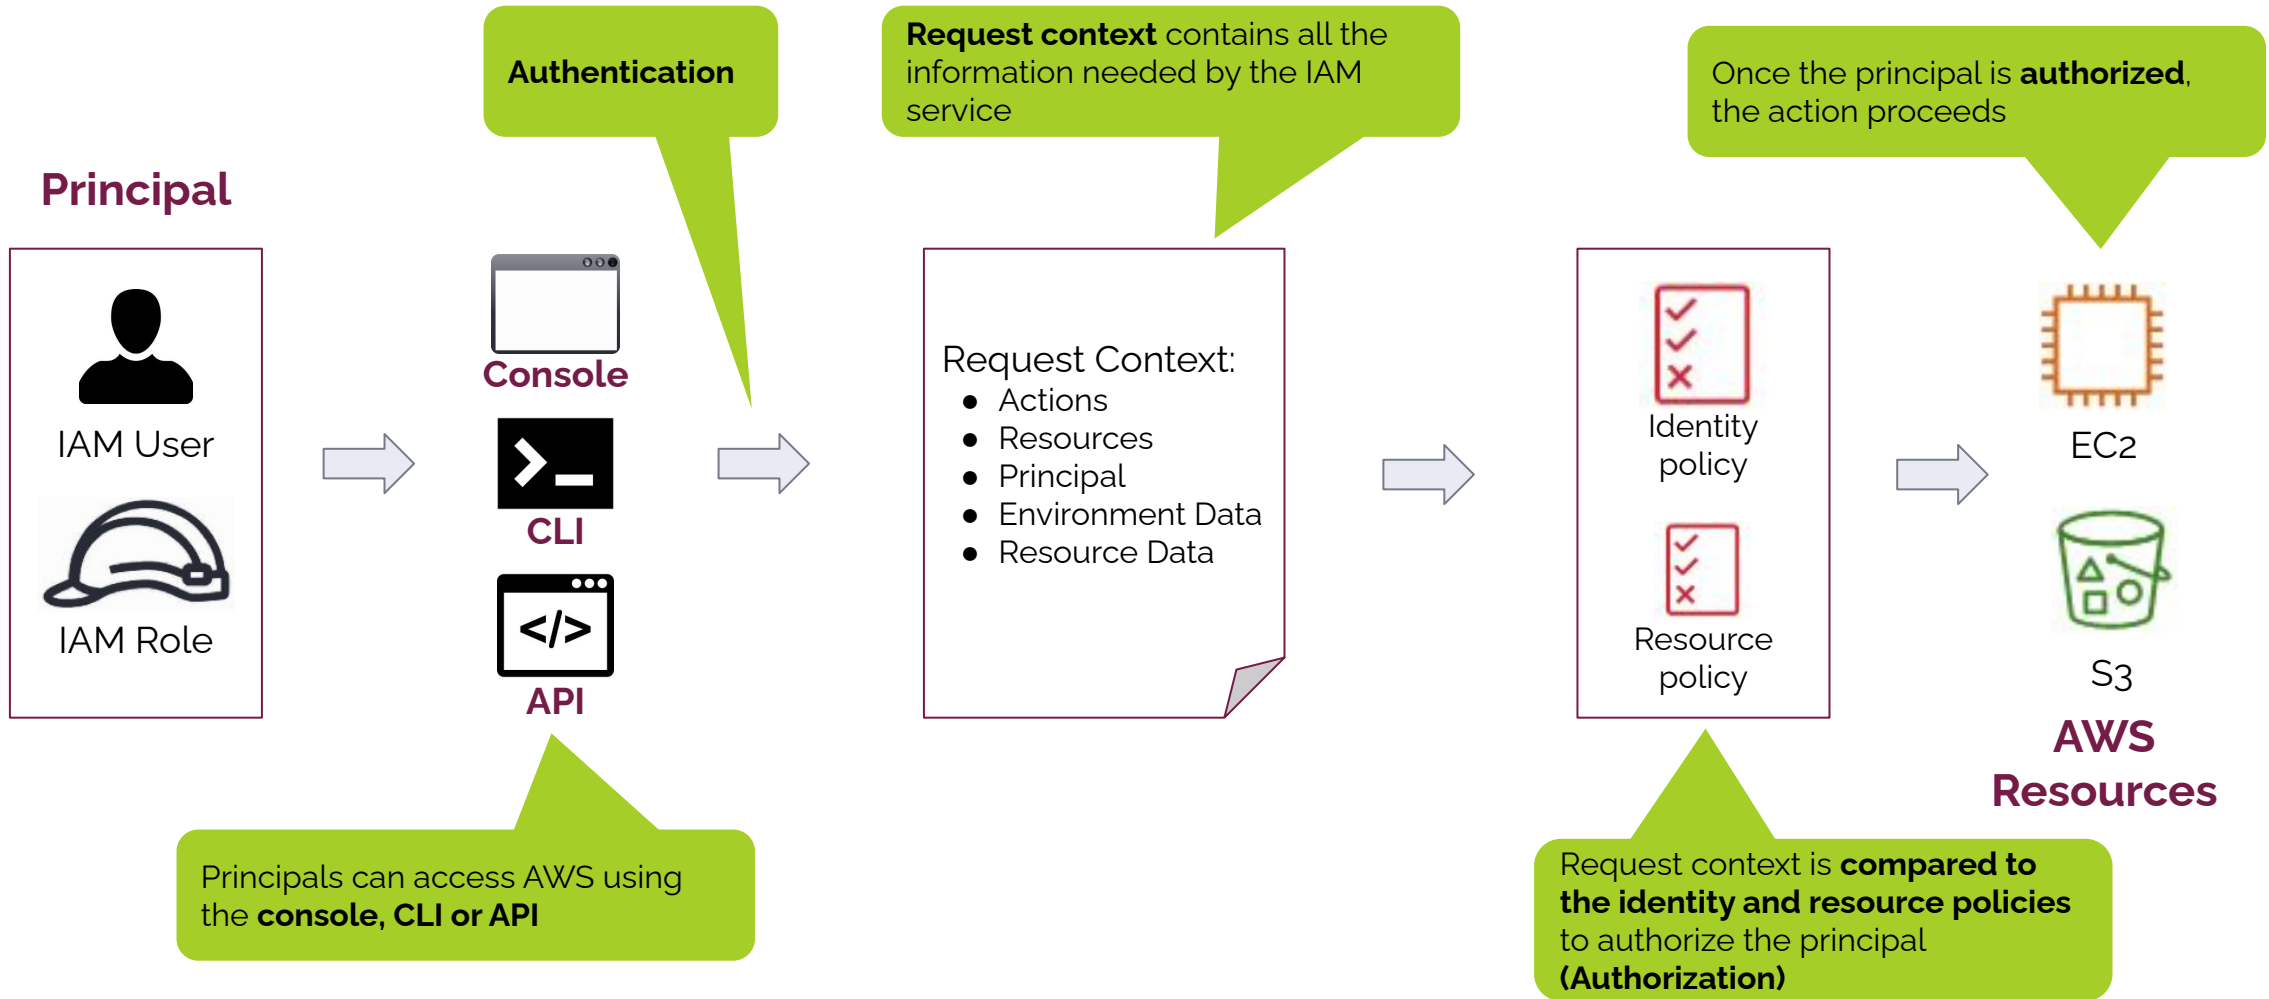 Authentication
Request context contains all the
information needed by the IAM
service
Once the principal is authorized,
the action proceeds
Principal
IAM User
IAM Role
Console
CLI
API
Request Context:
● Actions
● Resources
● Principal
● Environment Data
● Resource Data
Identity
policy
Resource
policy
EC2
S3
AWS
Resources
Principals can access AWS using
the console, CLI or API
Request context is compared to
the identity and resource policies
to authorize the principal
(Authorization)